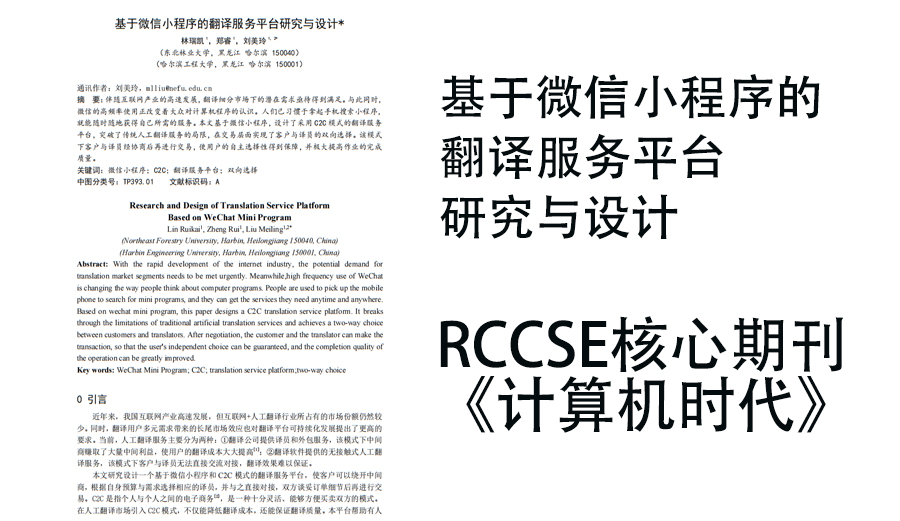 基于微信小程序的翻译服务平台研究与设计*
林瑞凯¹，郑睿¹，刘美玲¹,²*
（东北林业大学，黑龙江 哈尔滨 150040）
（哈尔滨工程大学，黑龙江 哈尔滨 150001）
通讯作者：刘美玲，mlliu@nefu.edu.cn
摘 要：伴随互联网产业的高速发展，翻译细分市场下的潜在需求亟待得到满足。与此同时，
微信的高频率使用正改变着大众对计算机程序的认识。人们已习惯于拿起手机搜索小程序，
就能随时随地获得自己所需的服务。本文基于微信小程序，设计了采用C2C模式的翻译服务
平台，突破了传统人工翻译服务的局限，在交易层面实现了客户与译员的双向选择。该模式
下客户与译员经协商后再进行交易，使用户的自主选择性得到保障，并极大提高作业的完成
质量。
关键词：微信小程序；C2C；翻译服务平台；双向选择
中图分类号：TP393.01 文献标识码：A
Research and Design of Translation Service Platform
Based on WeChat Mini Program
Lin Ruikai¹, Zheng Rui¹, Liu Meiling¹,²*
(Northeast Forestry University, Harbin, Heilongjiang 150040, China)
(Harbin Engineering University, Harbin, Heilongjiang 150001, China)
Abstract: With the rapid development of the internet industry, the potential demand for
translation market segments needs to be met urgently. Meanwhile,high frequency use of WeChat
is changing the way people think about computer programs. People are used to pick up the mobile
phone to search for mini programs, and they can get the services they need anytime and anywhere.
Based on wechat mini program, this paper designs a C2C translation service platform. It breaks
through the limitations of traditional artificial translation services and achieves a two-way choice
between customers and translators. After negotiation, the customer and the translator can make the
transaction, so that the user's independent choice can be guaranteed, and the completion quality of
the operation can be greatly improved.
Key words: WeChat Mini Program; C2C; translation service platform;two-way choice
0 引言
近年来，我国互联网产业高速发展，但互联网+人工翻译行业所占有的市场份额仍然较
少。同时，翻译用户多元需求带来的长尾市场效应也对翻译平台可持续化发展提出了更高的
要求。当前，人工翻译服务主要分为两种：①翻译公司提供译员和外包服务，该模式下中间
商赚取了大量中间利益，使用户的翻译成本大大提高[1]；②翻译软件提供的无接触式人工翻
译服务，该模式下客户与译员无法直接交流对接，翻译效果难以保证。
本文研究设计一个基于微信小程序和 C2C 模式的翻译服务平台，使客户可以绕开中间
商，根据自身预算与需求选择相应的译员，并与之直接对接，双方谈妥订单细节后再进行交
易。C2C 是指个人与个人之间的电子商务[2]，是一种十分灵活、能够方便买卖双方的模式。
在人工翻译市场引入 C2C 模式，不仅能降低翻译成本，还能保证翻译质量。本平台帮助有人
基于微信小程序的
翻译服务平台
研究与设计
RCCSE核心期刊
《计算机时代》